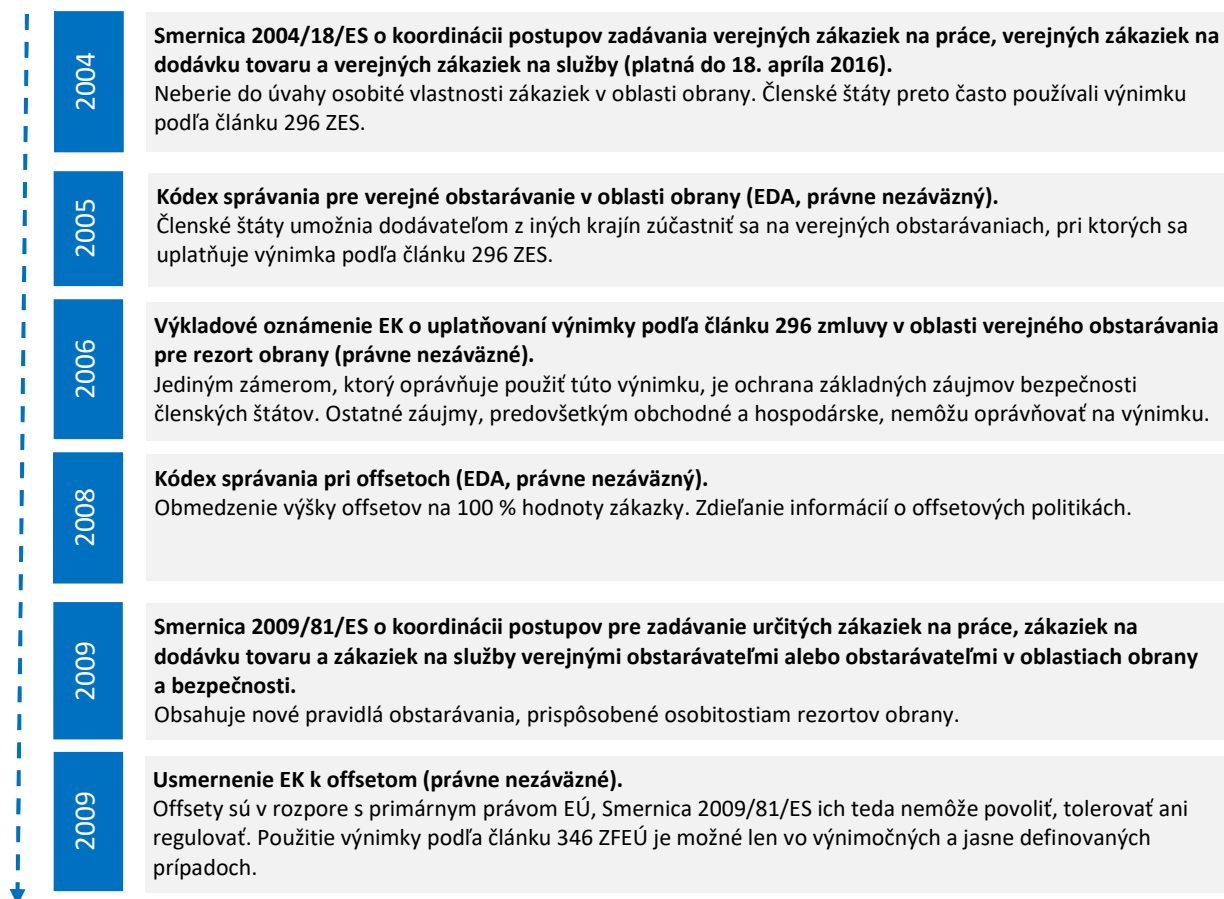 2004
Smernica 2004/18/ES o koordinácii postupov zadávania verejných zákaziek na práce, verejných zákaziek na
dodávku tovaru a verejných zákaziek na služby (platná do 18. apríla 2016).
Neberie do úvahy osobité vlastnosti zákaziek v oblasti obrany. Členské štáty preto často používali výnimku
podľa článku 296 ZES.
2005
Kódex správania pre verejné obstarávanie v oblasti obrany (EDA, právne nezáväzný).
Členské štáty umožnia dodávateľom z iných krajín zúčastniť sa na verejných obstarávaniach, pri ktorých sa
uplatňuje výnimka podľa článku 296 ZES.
2006
Výkladové oznámenie EK o uplatňovaní výnimky podľa článku 296 zmluvy v oblasti verejného obstarávania
pre rezort obrany (právne nezáväzné).
Jediným zámerom, ktorý oprávňuje použiť túto výnimku, je ochrana základných záujmov bezpečnosti
členských štátov. Ostatné záujmy, predovšetkým obchodné a hospodárske, nemôžu oprávňovať na výnimku.
2008
Kódex správania pri offsetoch (EDA, právne nezáväzný).
Obmedzenie výšky offsetov na 100 % hodnoty zákazky. Zdieľanie informácií o offsetových politikách.
2009
Smernica 2009/81/ES o koordinácii postupov pre zadávanie určitých zákaziek na práce, zákaziek na
dodávku tovaru a zákaziek na služby verejnými obstarávateľmi alebo obstarávateľmi v oblastiach obrany
a bezpečnosti.
Obsahuje nové pravidlá obstarávania, prispôsobené osobitostiam rezortov obrany.
2009
Usmernenie EK k offsetom (právne nezáväzné).
Offsety sú v rozpore s primárnym právom EÚ, Smernica 2009/81/ES ich teda nemôže povoliť, tolerovať ani
regulovať. Použitie výnimky podľa článku 346 ZFEÚ je možné len vo výnimočných a jasne definovaných
prípadoch.